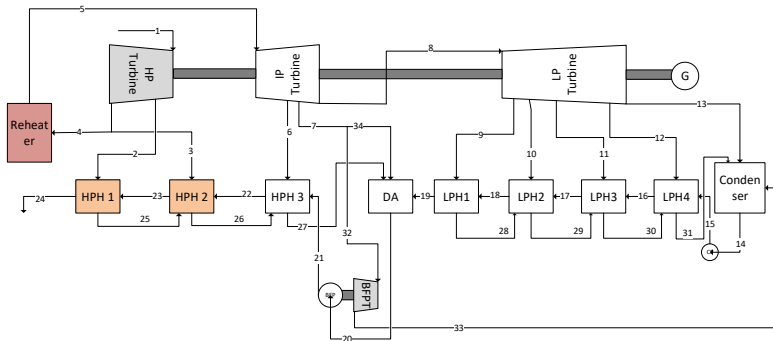 5
1
8
HP
Turbine
IP
Turbine
LP
Turbine
G
13
Reheat
er
4
2
3
6
7
34
9
10
11
12
24
HPH 1
23
HPH 2
22
HPH 3
27
DA
19
LPH1
18
LPH2
17
LPH3
16
LPH4
15
Conden
ser
25
26
28
29
30
31
14
32
21
BFP
BFPT
33
20